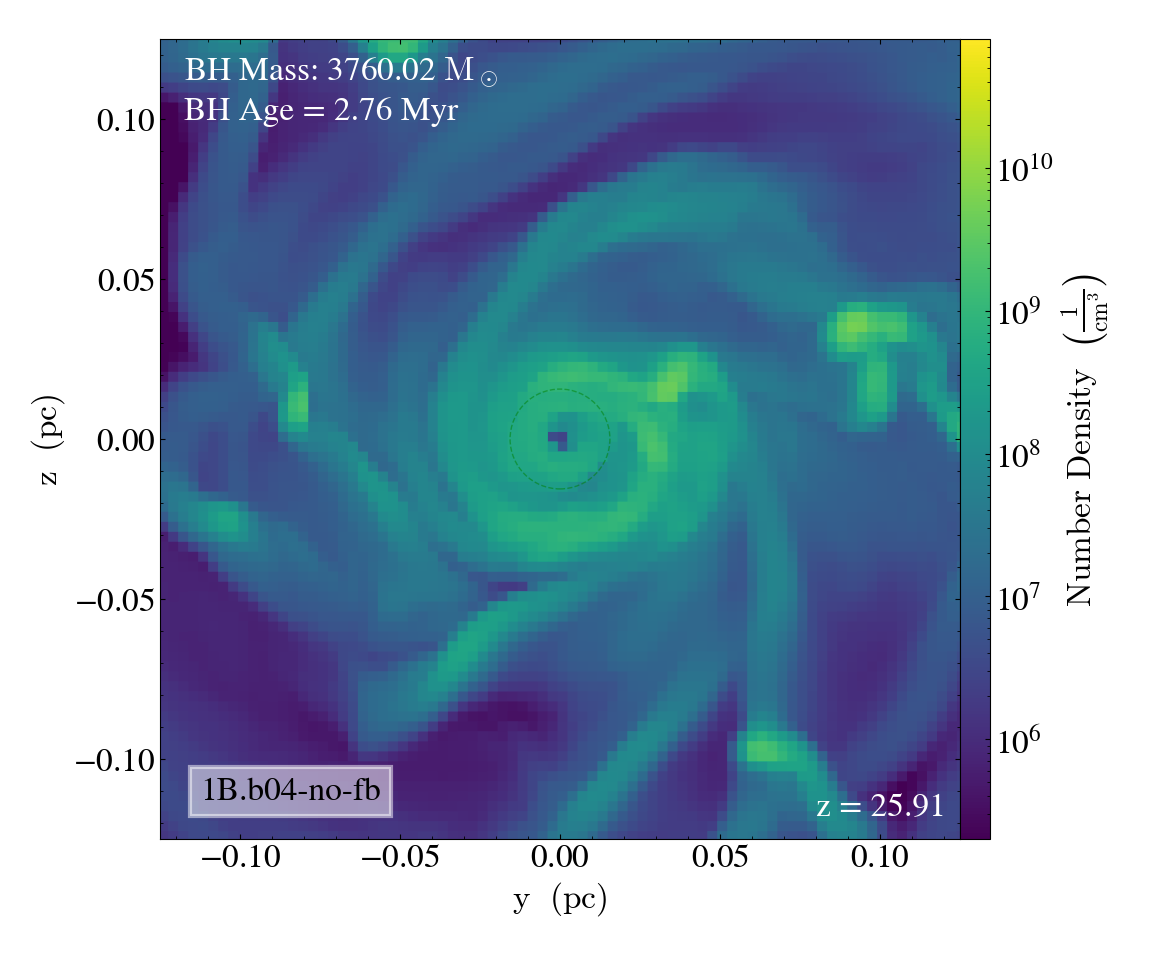 BH Mass: 3760.02 M⊙
BH Age = 2.76 Myr
0.10
0.05
0.00
−0.05
−0.10
z (pc)
1B.b04-no-fb
z = 25.91
−0.10 −0.05 0.00 0.05 0.10
y (pc)
10^10
10^9
10^8
10^7
10^6
Number Density (1/cm^3)